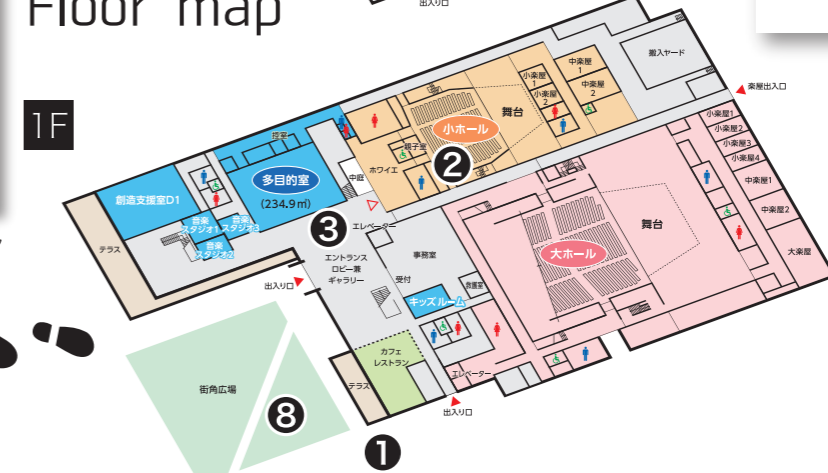 Floor map
出入り口
1F
搬入ヤード
楽屋出入口
中楽屋
1
中楽屋
2
小楽屋
1
小楽屋
2
舞台
小ホール
親子室
ホワイエ
❷
控室
多目的室
(234.9㎡)
中庭
創造支援室D1
音楽
スタジオ1
音楽
スタジオ3
音楽
スタジオ2
テラス
❸
エレベーター
エントランス
ロビー兼
ギャラリー
出入り口
事務室
受付
救護室
キッズルーム
小楽屋1
小楽屋2
小楽屋3
小楽屋4
中楽屋1
中楽屋2
大楽屋
舞台
大ホール
カフェ
レストラン
テラス
エレベーター
出入り口
街角広場
❽
❶